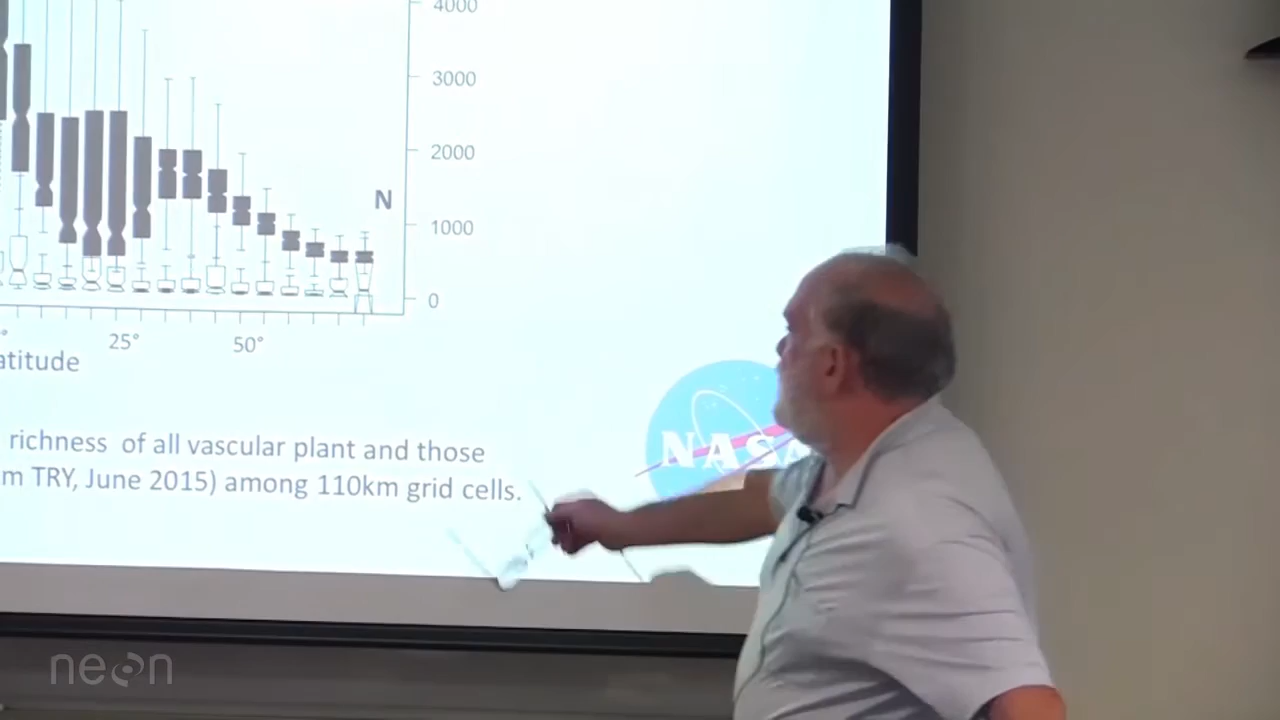 4000
3000
2000
N
1000
0
25°
50°
atitude
richness of all vascular plant and those
m TRY, June 2015) among 110km grid cells.
NASA
neon